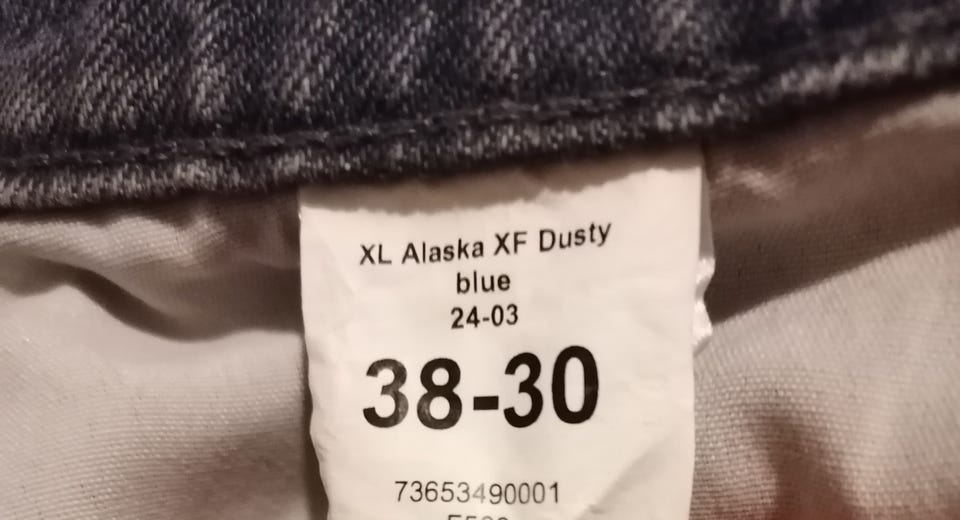 XL Alaska XF Dusty
blue
24-03
38-30
73653490001